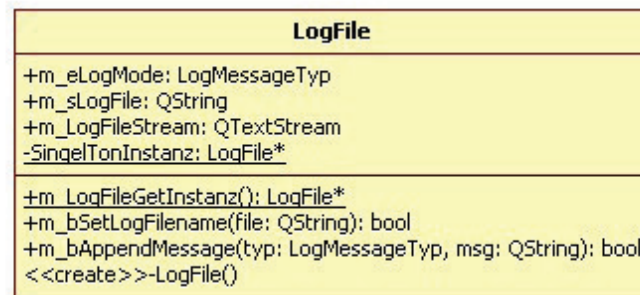 LogFile
+m_eLogMode: LogMessageTyp
+m_sLogFile: QString
+m_LogFileStream: QTextStream
-SingelTonInstanz: LogFile*
+m_LogFileGetInstanz(): LogFile*
+m_bSetLogFilename(file: QString): bool
+m_bAppendMessage(typ: LogMessageTyp, msg: QString): bool
<<create>>-LogFile()